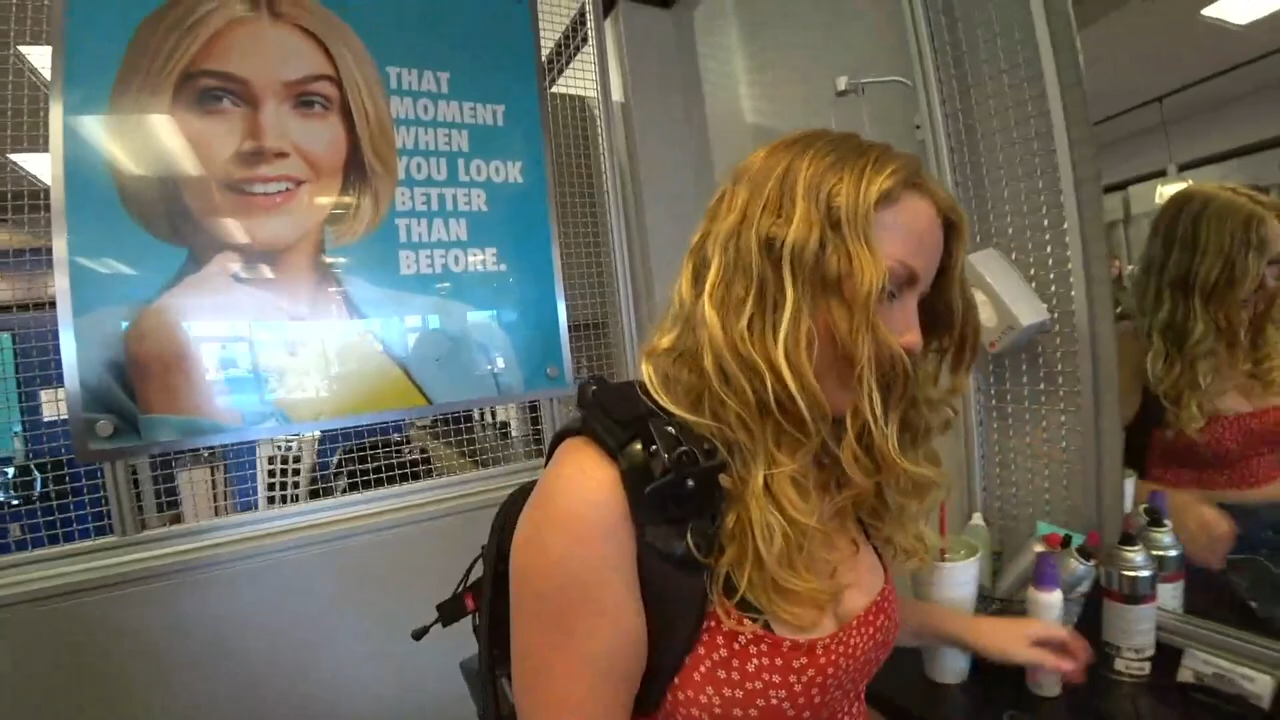 THAT
MOMENT
WHEN
YOU LOOK
BETTER
THAN
BEFORE.